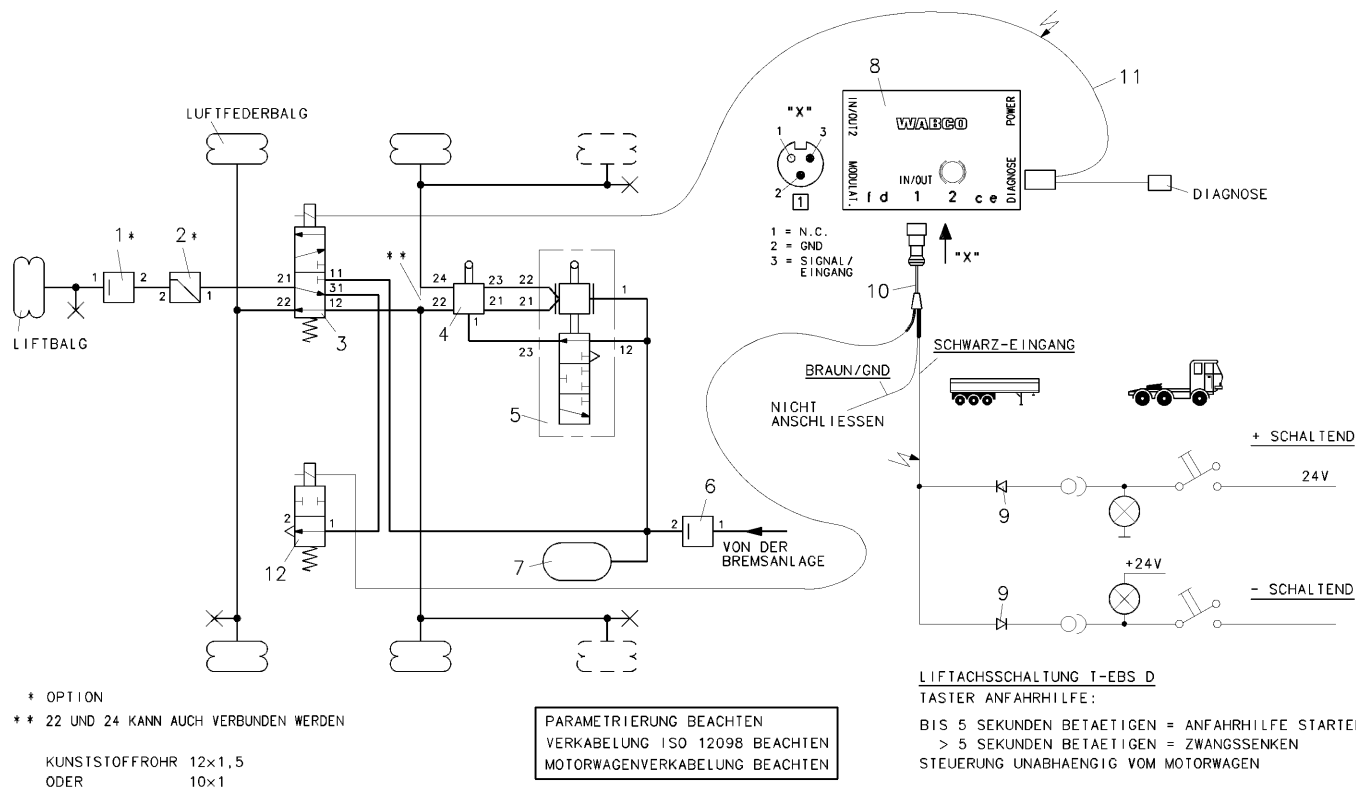 LUFTFEDERBALG
8
11
IN/OUT2
POWER
WABCO
"X"
1
3
2
1
MODULAT.
IN/OUT
DIAGNOSE
f d 1 2 c e
DIAGNOSE
1 = N.C.
2 = GND
3 = SIGNAL/
EINGANG
"X"
1*
2*
**
1
2
2
1
21
11
31
22
12
3
24
23
22
1
22
21
21
4
1
23
12
5
LIFTBALG
10
SCHWARZ-EINGANG
BRAUN/GND
NICHT
ANSCHLIESSEN
+ SCHALTEND
24V
9
6
2
1
VON DER
BREMSANLAGE
7
2
1
12
+24V
9
- SCHALTEND
* OPTION
** 22 UND 24 KANN AUCH VERBUNDEN WERDEN
KUNSTSTOFFROHR 12x1,5
ODER 10x1
PARAMETRIERUNG BEACHTEN
VERKABELUNG ISO 12098 BEACHTEN
MOTORWAGENVERKABELUNG BEACHTEN
LIFTACHSSCHALTUNG T-EBS D
TASTER ANFAHRHILFE:
BIS 5 SEKUNDEN BETAETIGEN = ANFAHRHILFE STARTE
> 5 SEKUNDEN BETAETIGEN = ZWANGSSENKEN
STEUERUNG UNABHAENGIG VOM MOTORWAGEN